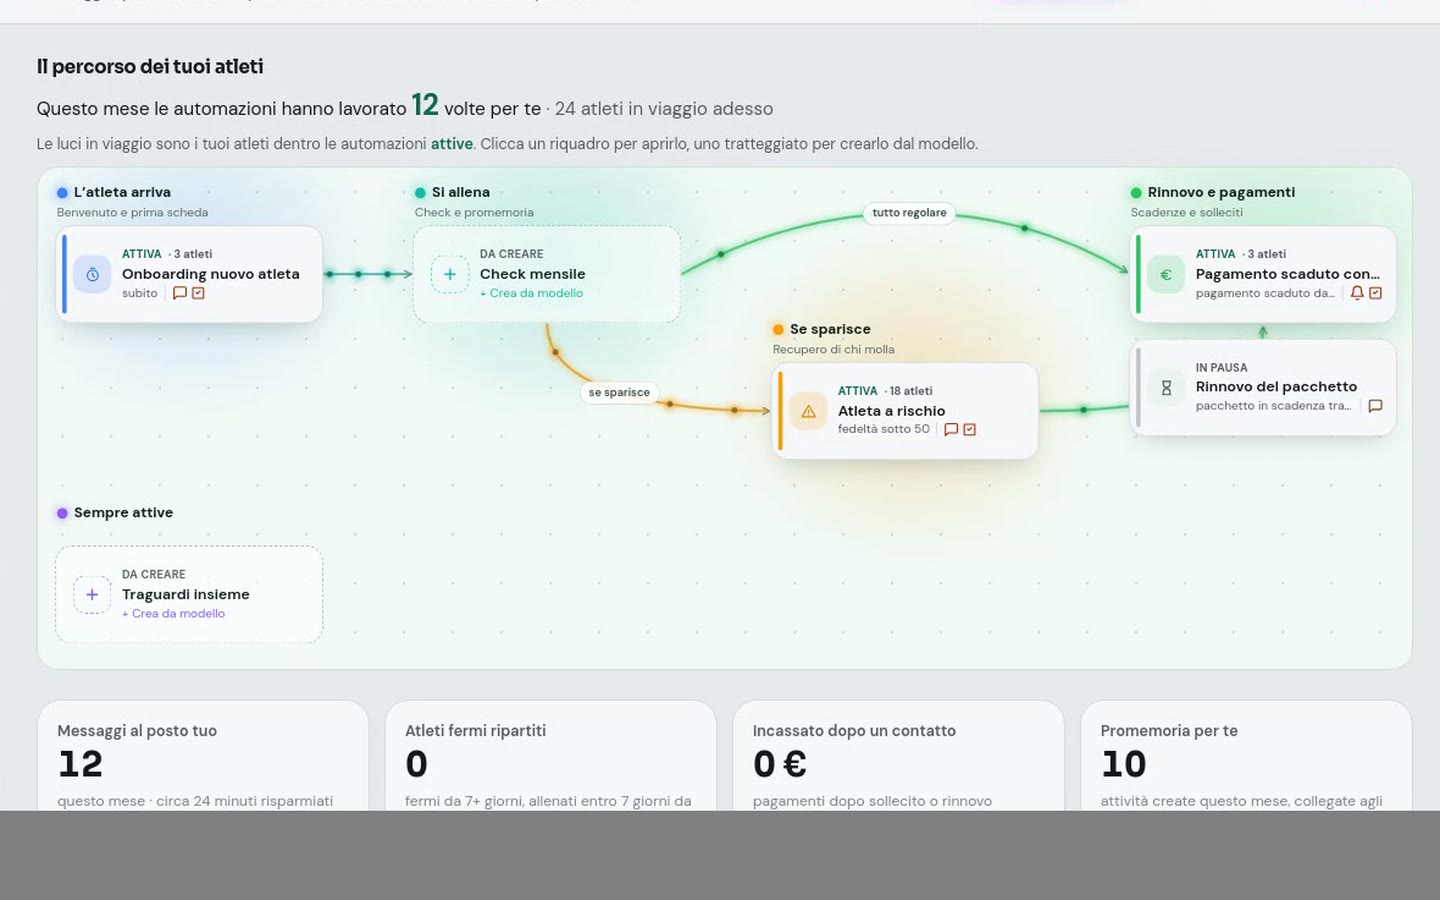 Il percorso dei tuoi atleti
Questo mese le automazioni hanno lavorato 12 volte per te · 24 atleti in viaggio adesso
Le luci in viaggio sono i tuoi atleti dentro le automazioni attive. Clicca un riquadro per aprirlo, uno tratteggiato per crearlo dal modello.
L’atleta arriva
Benvenuto e prima scheda
ATTIVA · 3 atleti
Onboarding nuovo atleta
subito
Si allena
Check e promemoria
DA CREARE
Check mensile
+ Crea da modello
tutto regolare
Rinnovo e pagamenti
Scadenze e solleciti
ATTIVA · 3 atleti
Pagamento scaduto con...
pagamento scaduto da...
se sparisce
Se sparisce
Recupero di chi molla
ATTIVA · 18 atleti
Atleta a rischio
fedeltà sotto 50
IN PAUSA
Rinnovo del pacchetto
pacchetto in scadenza tra...
Sempre attive
DA CREARE
Traguardi insieme
+ Crea da modello
Messaggi al posto tuo
12
questo mese · circa 24 minuti risparmiati
Atleti fermi ripartiti
0
fermi da 7+ giorni, allenati entro 7 giorni da
Incassato dopo un contatto
0 €
pagamenti dopo sollecito o rinnovo
Promemoria per te
10
attività create questo mese, collegate agli